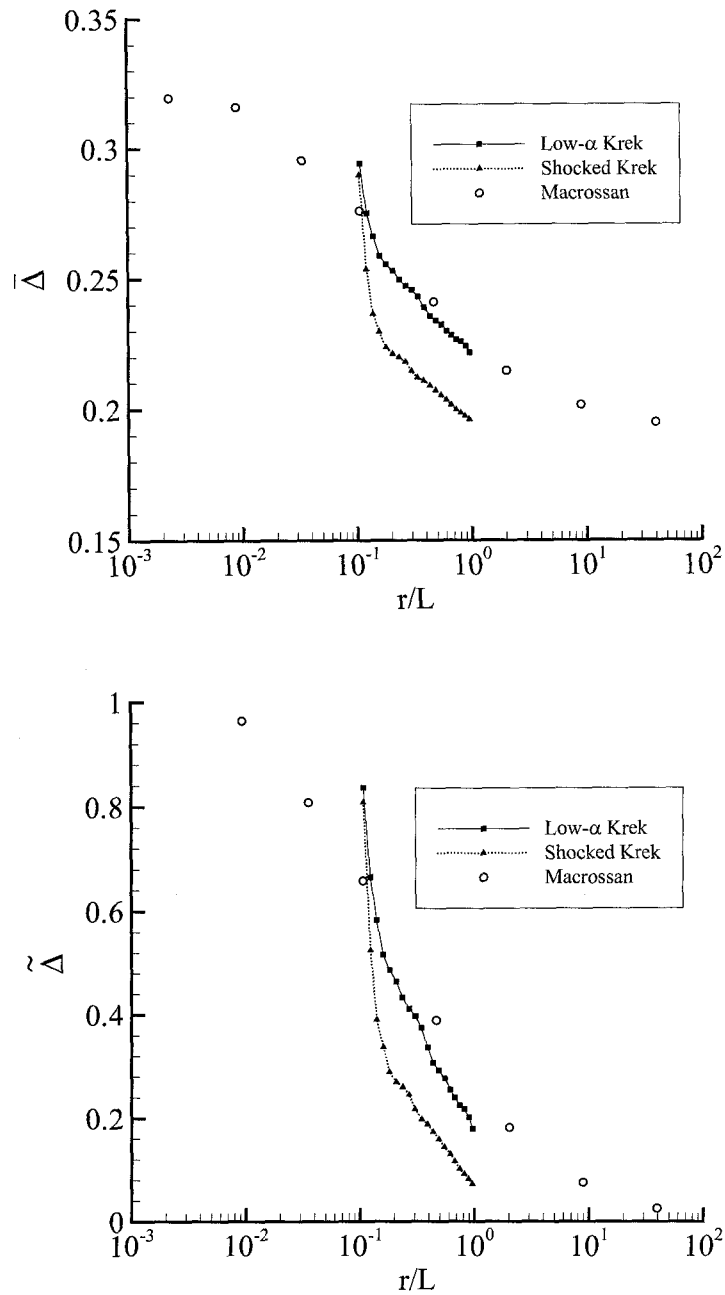 0.35
0.3
0.25
0.2
0.15
Δ̄
Low-α Krek
Shocked Krek
Macrossan
10⁻³ 10⁻² 10⁻¹ 10⁰ 10¹ 10²
r/L
1
0.8
0.6
0.4
0.2
0
Δ̃
Low-α Krek
Shocked Krek
Macrossan
10⁻³ 10⁻² 10⁻¹ 10⁰ 10¹ 10²
r/L